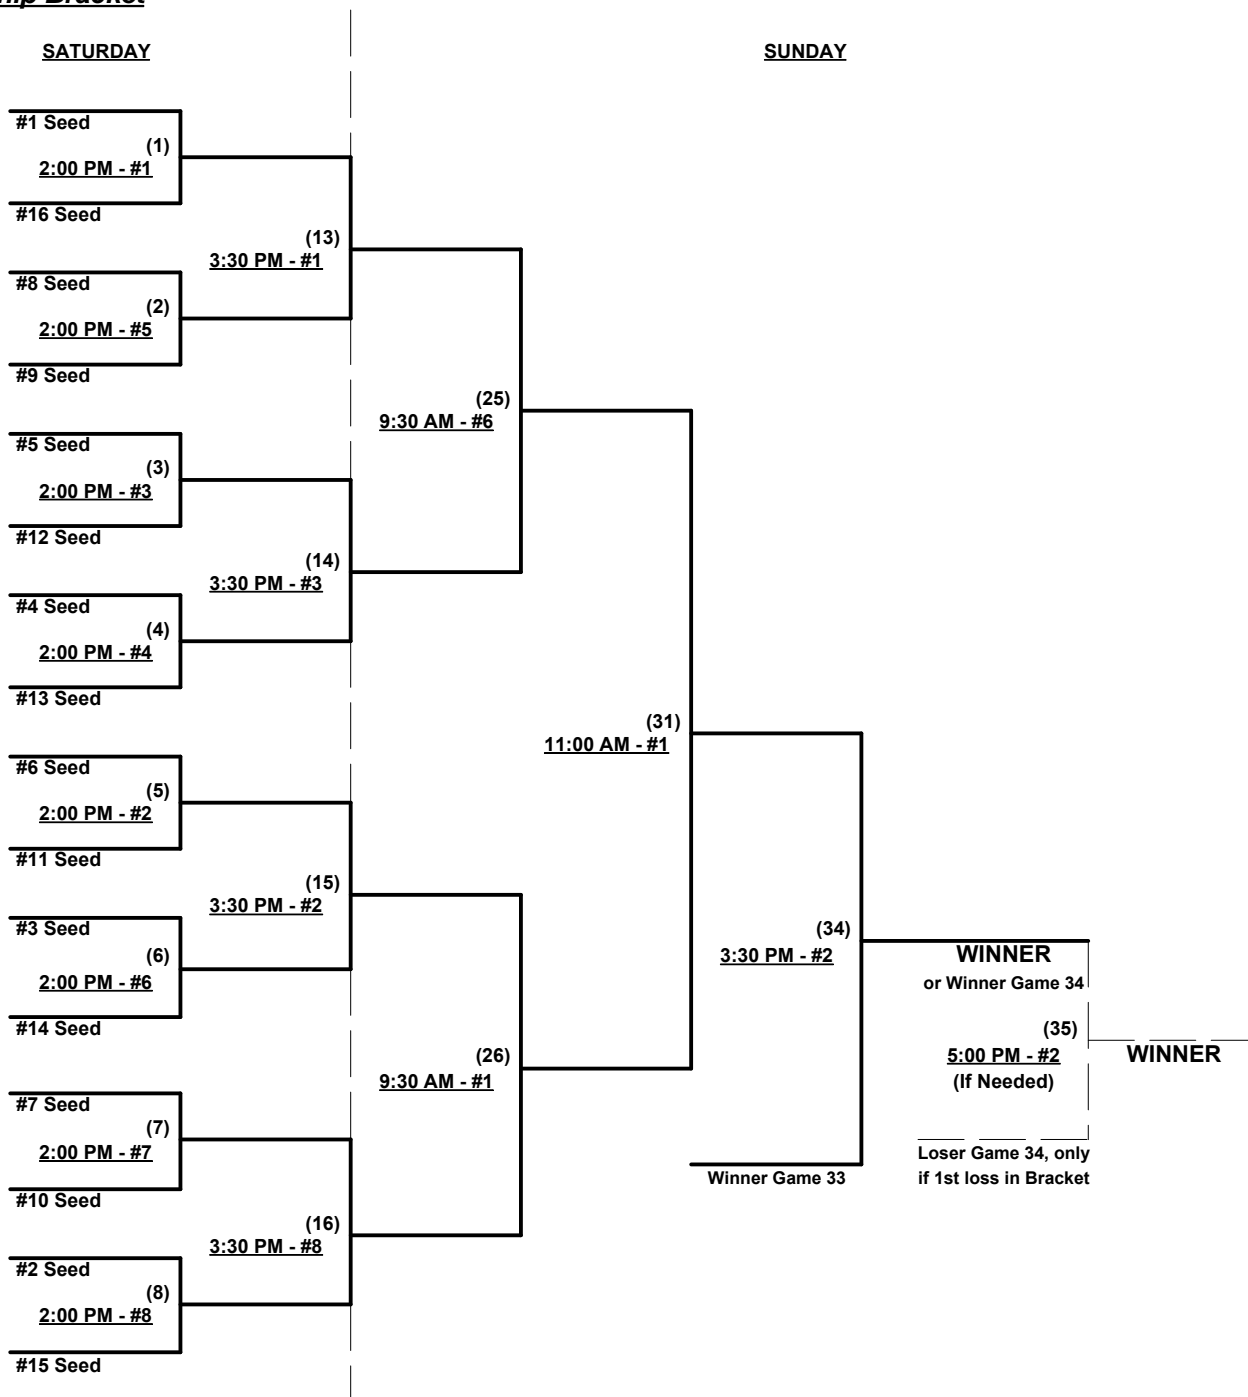 Bracket
SATURDAY
SUNDAY
#1 Seed
(1)
2:00 PM - #1
#16 Seed
(13)
3:30 PM - #1
#8 Seed
(2)
2:00 PM - #5
#9 Seed
(25)
9:30 AM - #6
#5 Seed
(3)
2:00 PM - #3
#12 Seed
(14)
3:30 PM - #3
#4 Seed
(4)
2:00 PM - #4
#13 Seed
(31)
11:00 AM - #1
#6 Seed
(5)
2:00 PM - #2
#11 Seed
(15)
3:30 PM - #2
#3 Seed
(6)
2:00 PM - #6
#14 Seed
(34)
3:30 PM - #2
WINNER
or Winner Game 34
(35)
5:00 PM - #2
(If Needed)
WINNER
(26)
9:30 AM - #1
#7 Seed
(7)
2:00 PM - #7
#10 Seed
Winner Game 33
Loser Game 34, only
if 1st loss in Bracket
(16)
3:30 PM - #8
#2 Seed
(8)
2:00 PM - #8
#15 Seed